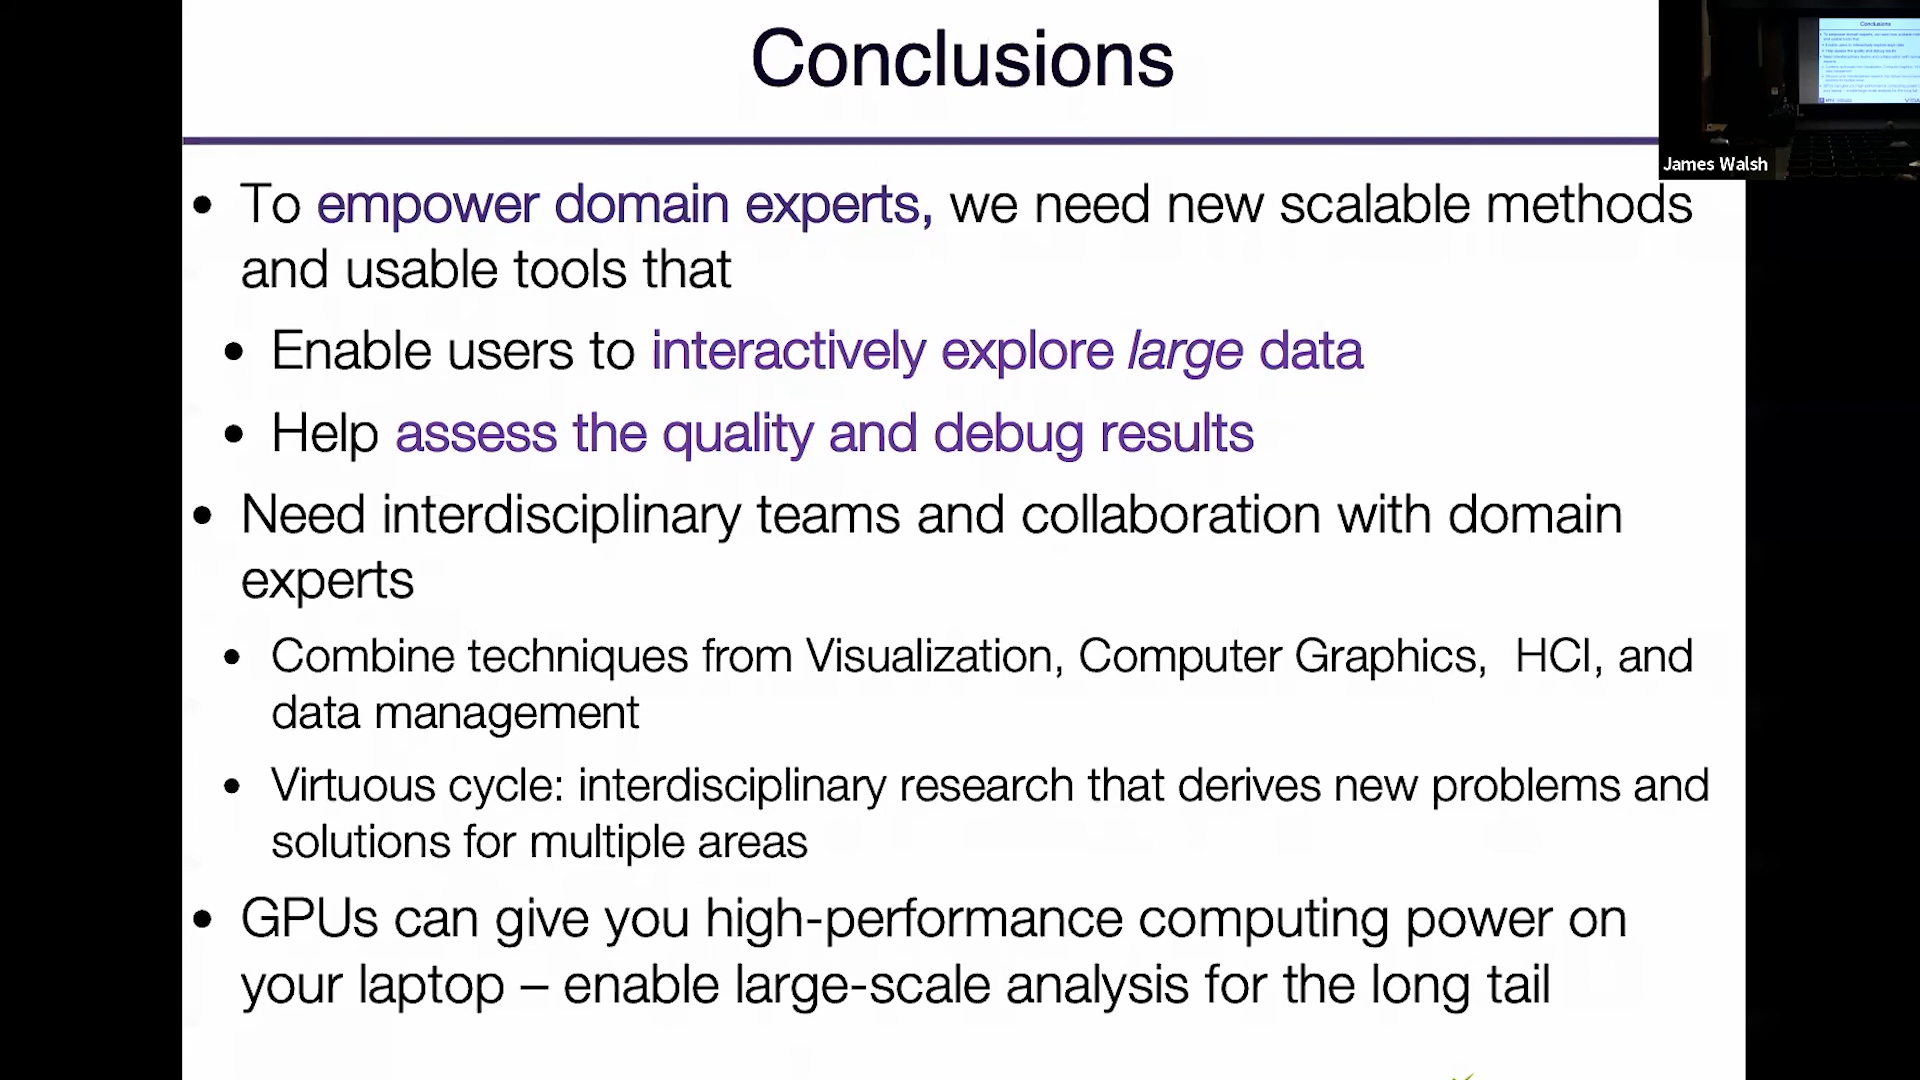 Conclusions
James Walsh
• To empower domain experts, we need new scalable methods
and usable tools that
• Enable users to interactively explore large data
• Help assess the quality and debug results
• Need interdisciplinary teams and collaboration with domain
experts
• Combine techniques from Visualization, Computer Graphics, HCI, and
data management
• Virtuous cycle: interdisciplinary research that derives new problems and
solutions for multiple areas
• GPUs can give you high-performance computing power on
your laptop – enable large-scale analysis for the long tail